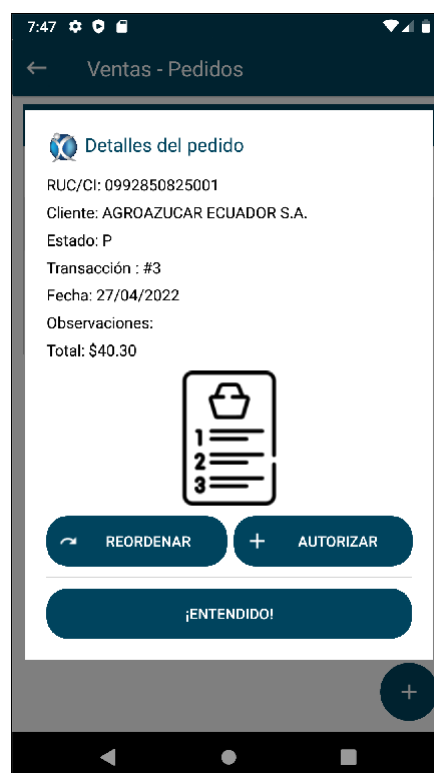 7:47
Ventas - Pedidos
Detalles del pedido
RUC/CI: 0992850825001
Cliente: AGROAZUCAR ECUADOR S.A.
Estado: P
Transacción : #3
Fecha: 27/04/2022
Observaciones:
Total: $40.30
1
2
3
REORDENAR
+ AUTORIZAR
¡ENTENDIDO!
+